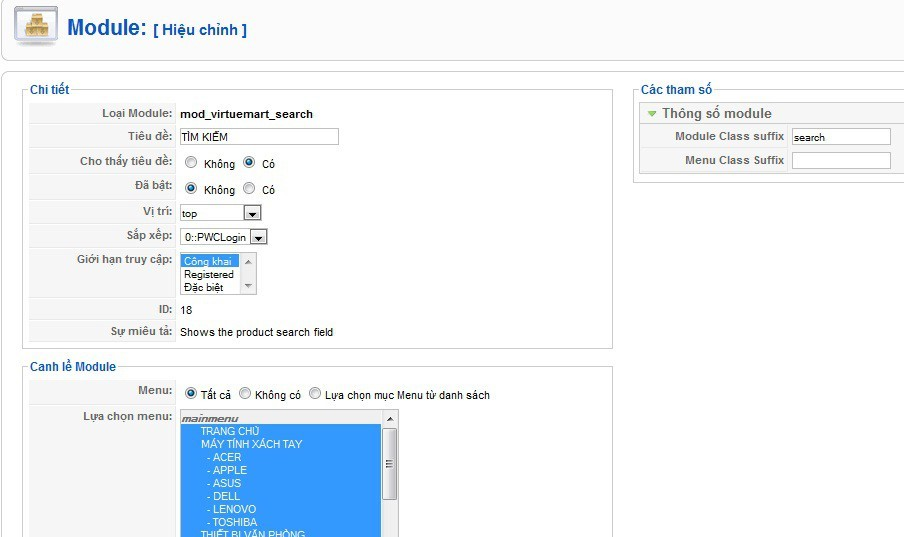 Module: [ Hiệu chỉnh ]
Chi tiết
Loại Module: mod_virtuemart_search
Tiêu đề: TÌM KIẾM
Cho thấy tiêu đề: Không Có
Đã bật: Không Có
Vị trí: top
Sắp xếp: 0::PWCLogin
Giới hạn truy cập: Công khai
Registered
Đặc biệt
ID: 18
Sự miêu tả: Shows the product search field
Các tham số
Thông số module
Module Class suffix search
Menu Class Suffix
Canh lề Module
Menu: Tất cả Không có Lựa chọn mục Menu từ danh sách
Lựa chọn menu: mainmenu
TRANG CHỦ
MÁY TÍNH XÁCH TAY
- ACER
- APPLE
- ASUS
- DELL
- LENOVO
- TOSHIBA
THIẾT BỊ VĂN PHÒNG